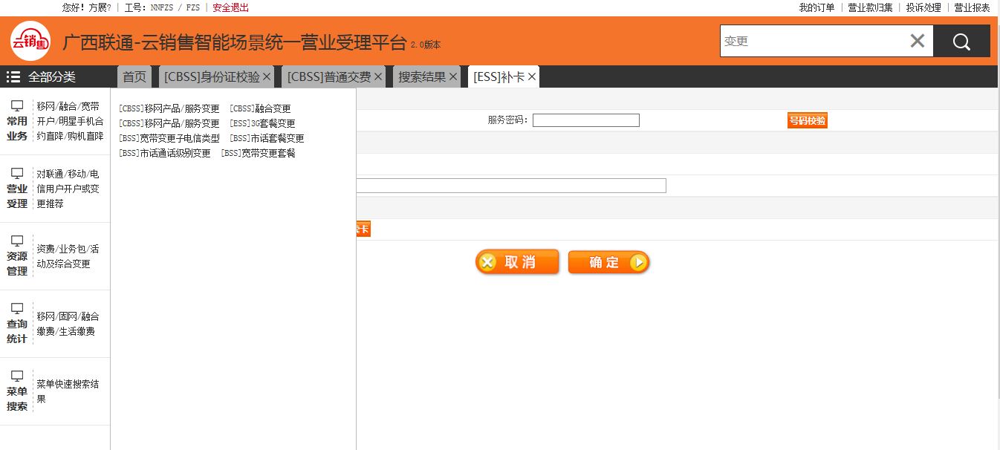 您好！方展? | 工号：NNFZS / FZS | 安全退出
我的订单 | 营业款归集 | 投诉处理 | 营业报表
云销售
广西联通-云销售智能场景统一营业受理平台 2.0版本
变更
全部分类
首页
[CBSS]身份证校验
[CBSS]普通交费
搜索结果
[ESS]补卡
常用
业务
移网/融合/宽带
开户/明星手机合
约直降/购机直降
营业
受理
对联通/移动/电
信用户开户或变
更推荐
资源
管理
资费/业务包/活
动及综合变更
查询
统计
移网/固网/融合
缴费/生活缴费
菜单
搜索
菜单快速搜索结
果
[CBSS]移网产品/服务变更 [CBSS]融合变更
[CBSS]移网产品/服务变更 [ESS]3G套餐变更
[BSS]宽带变更子电信类型 [BSS]市话套餐变更
[BSS]市话通话级别变更 [BSS]宽带变更套餐
服务密码：
号码校验
卡
取消
确定